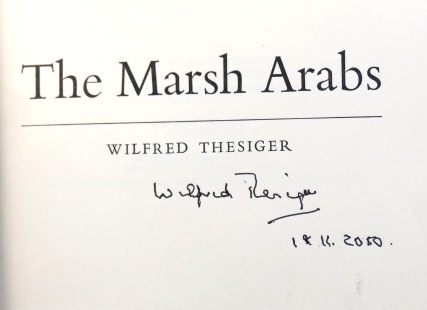 The Marsh Arabs
WILFRED THESIGER
Wilfred Thesiger
18.11.2000.